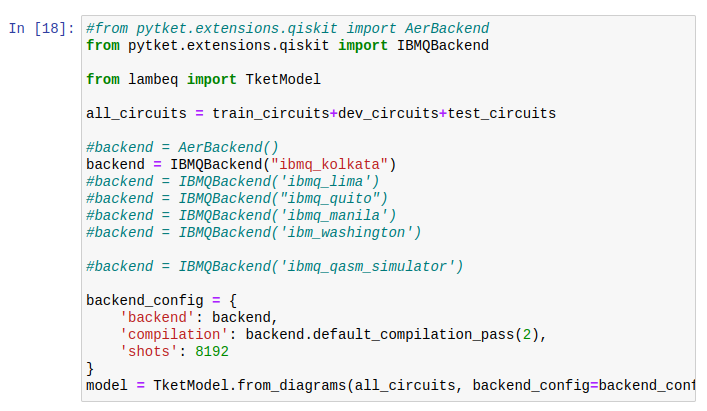 In [18]:
#from pytket.extensions.qiskit import AerBackend
from pytket.extensions.qiskit import IBMQBackend

from lambeq import TketModel

all_circuits = train_circuits+dev_circuits+test_circuits

#backend = AerBackend()
backend = IBMQBackend("ibmq_kolkata")
#backend = IBMQBackend('ibmq_lima')
#backend = IBMQBackend("ibmq_quito")
#backend = IBMQBackend('ibmq_manila')
#backend = IBMQBackend('ibm_washington')

#backend = IBMQBackend('ibmq_qasm_simulator')

backend_config = {
    'backend': backend,
    'compilation': backend.default_compilation_pass(2),
    'shots': 8192
}
model = TketModel.from_diagrams(all_circuits, backend_config=backend_conf